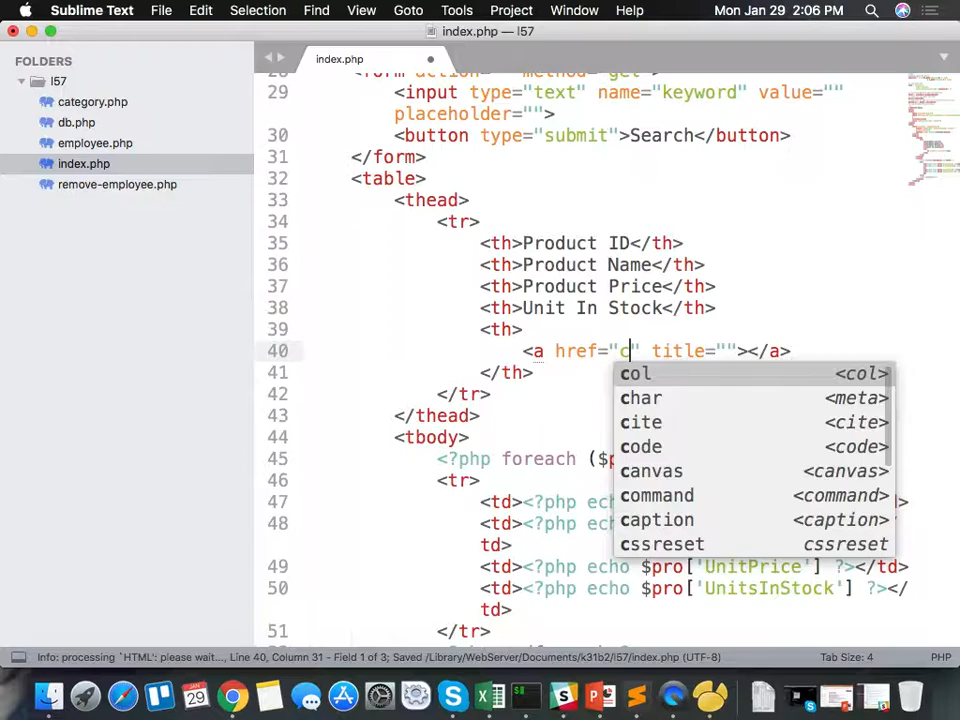 Sublime Text File Edit Selection Find View Goto Tools Project Window Help Mon Jan 29 2:06 PM
index.php — l57
FOLDERS
l57
category.php
db.php
employee.php
index.php
remove-employee.php
index.php
29 <input type="text" name="keyword" value=""
placeholder="">
30 <button type="submit">Search</button>
31 </form>
32 <table>
33 <thead>
34 <tr>
35 <th>Product ID</th>
36 <th>Product Name</th>
37 <th>Product Price</th>
38 <th>Unit In Stock</th>
39 <th>
40 <a href="c" title=""></a>
41 </th>
42 </tr>
43 </thead>
44 <tbody>
45 <?php foreach ($p
46 <tr>
47 <td><?php ech
48 <td><?php ech
td>
49 <td><?php echo $pro['UnitPrice'] ?></td>
50 <td><?php echo $pro['UnitsInStock'] ?></
td>
51 </tr>
col <col>
char <meta>
cite <cite>
code <code>
canvas <canvas>
command <command>
caption <caption>
cssreset cssreset
Info: processing `HTML': please wait..., Line 40, Column 31 - Field 1 of 3; Saved /Library/WebServer/Documents/k31b2/l57/index.php (UTF-8) Tab Size: 4 PHP